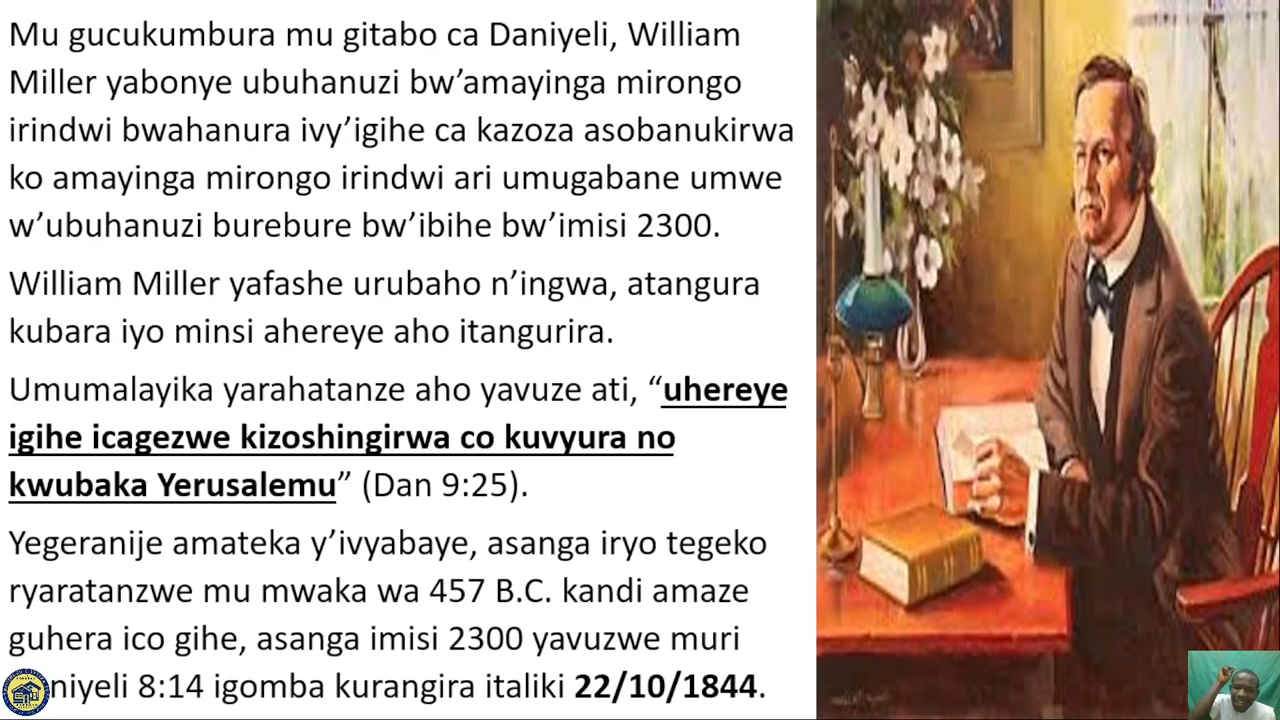 Mu gucukumbura mu gitabo ca Daniyeli, William
Miller yabonye ubuhanuzi bw’amayinga mirongo
irindwi bwahanura ivy’igihe ca kazoza asobanukirwa
ko amayinga mirongo irindwi ari umugabane umwe
w’ubuhanuzi burebure bw’ibihe bw’imisi 2300.
William Miller yafashe urubaho n’ingwa, atangura
kubara iyo minsi ahereye aho itangurira.
Umumalayika yarahatanze aho yavuze ati, “uhereye
igihe icagezwe kizoshingirwa co kuvyura no
kwubaka Yerusalemu” (Dan 9:25).
Yegeranije amateka y’ivyabaye, asanga iryo tegeko
ryaratanzwe mu mwaka wa 457 B.C. kandi amaze
guhera ico gihe, asanga imisi 2300 yavuzwe muri
niyeli 8:14 igomba kurangira italiki 22/10/1844.